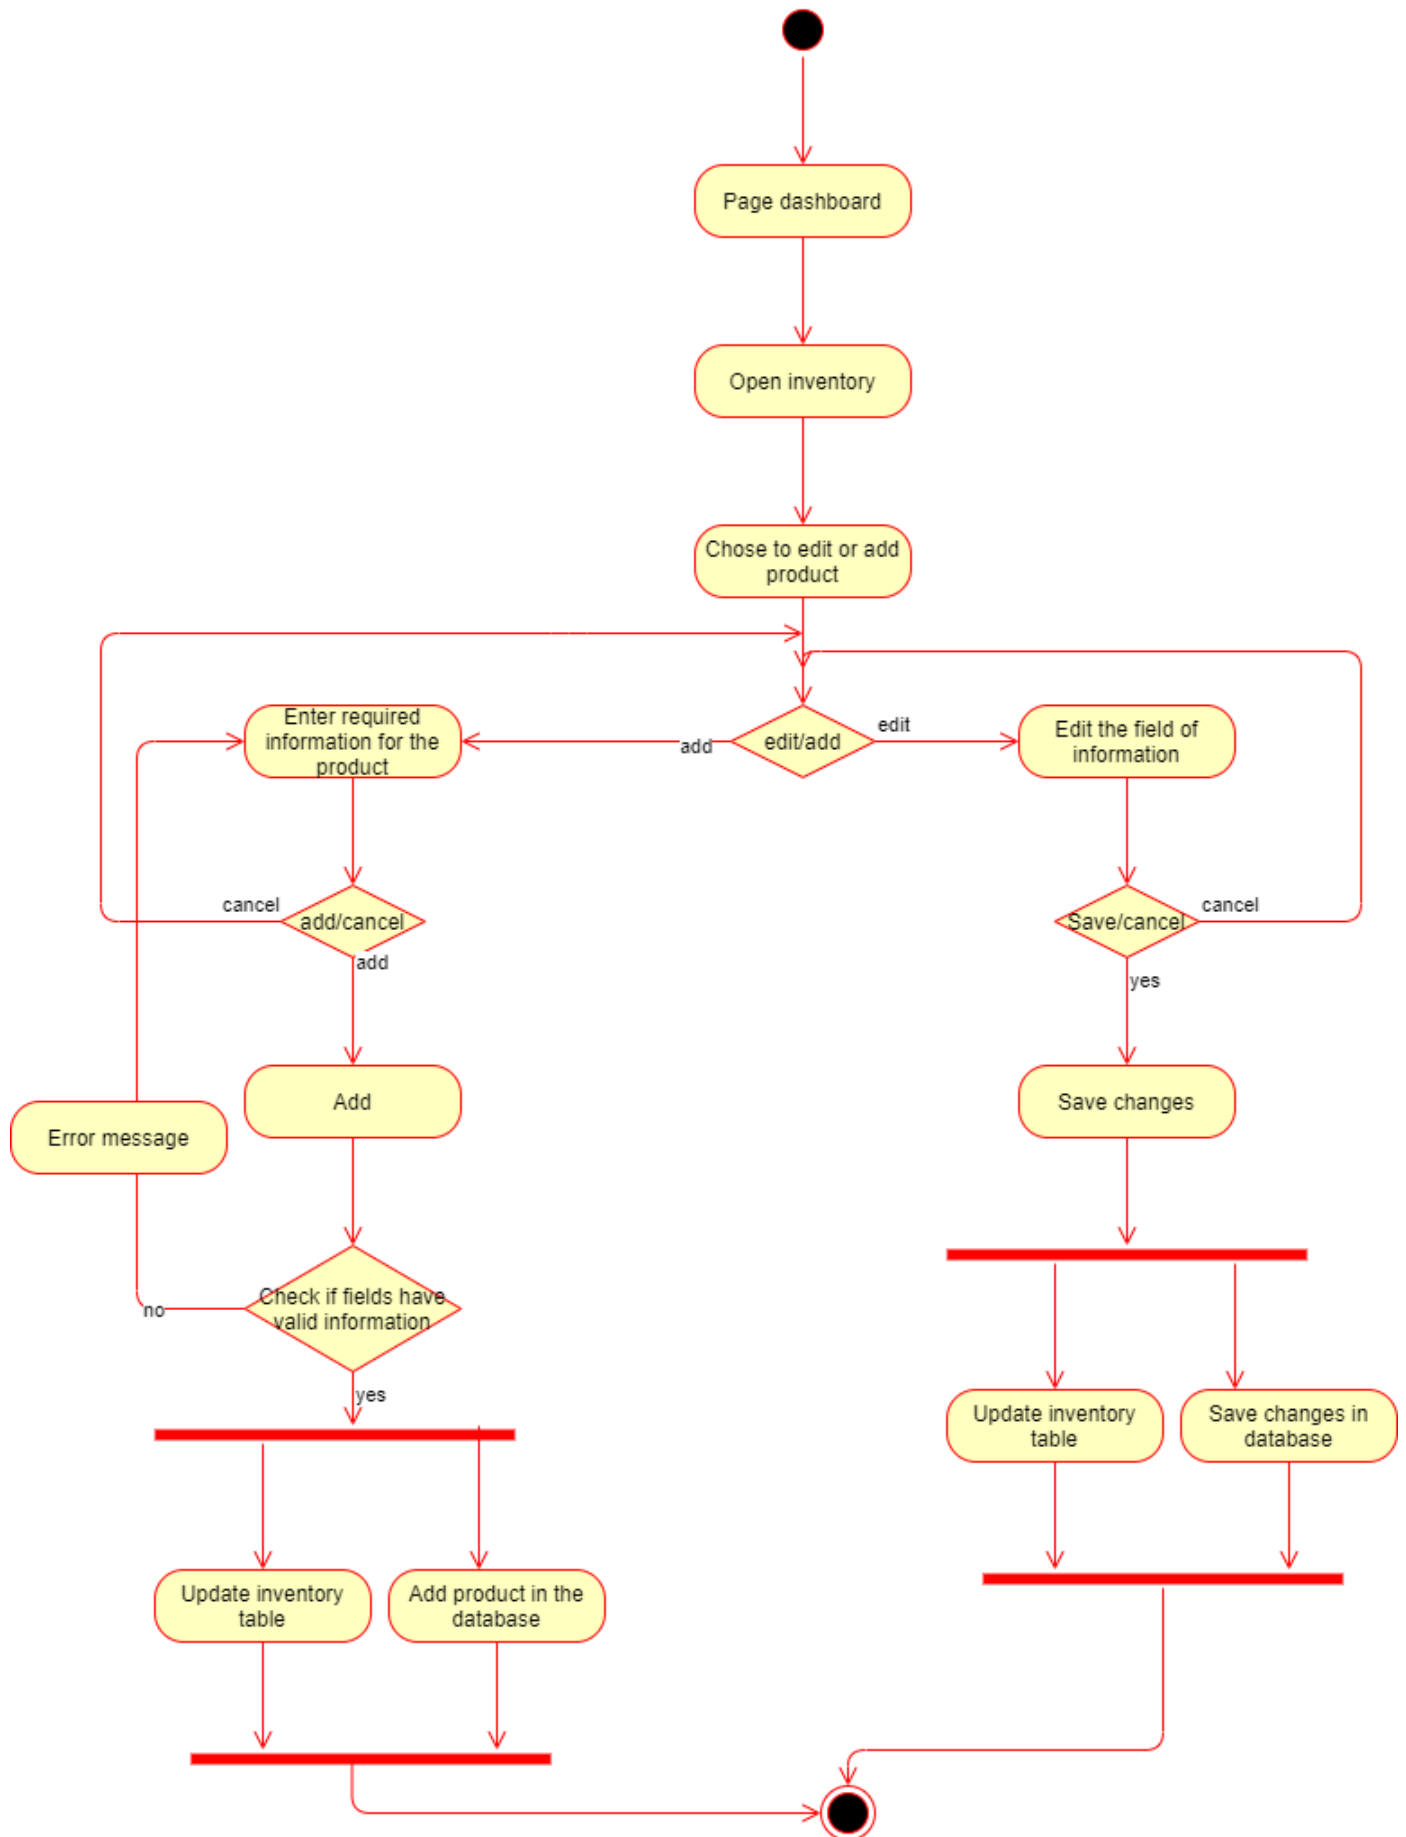 Page dashboard
Open inventory
Chose to edit or add
product
Enter required
information for the
product
add
edit/add
edit
Edit the field of
information
cancel
add/cancel
add
Save/cancel
cancel
yes
Error message
Add
Save changes
no
Check if fields have
valid information
yes
Update inventory
table
Save changes in
database
Update inventory
table
Add product in the
database